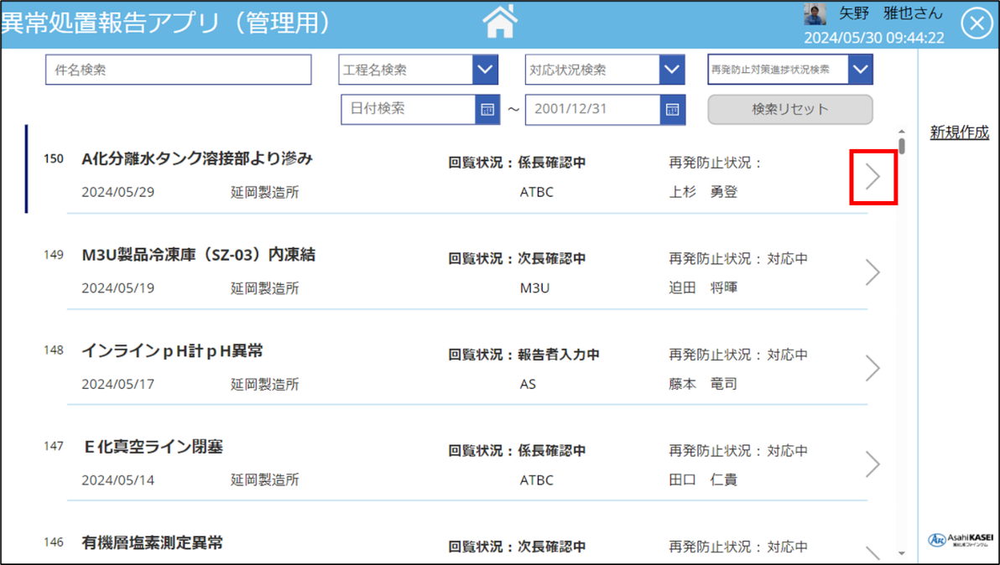 異常処置報告アプリ（管理用）
矢野　雅也さん
2024/05/30 09:44:22
件名検索
工程名検索
対応状況検索
再発防止対策進捗状況検索
日付検索
～
2001/12/31
検索リセット
新規作成
150 A化分離水タンク溶接部より滲み 回覧状況：係長確認中 再発防止状況：
2024/05/29 延岡製造所 ATBC 上杉　勇登
149 M3U製品冷凍庫（SZ-03）内凍結 回覧状況：次長確認中 再発防止状況： 対応中
2024/05/19 延岡製造所 M3U 迫田　将暉
148 インラインｐH計ｐH異常 回覧状況：報告者入力中 再発防止状況： 対応中
2024/05/17 延岡製造所 AS 藤本　竜司
147 Ｅ化真空ライン閉塞 回覧状況：係長確認中 再発防止状況： 対応中
2024/05/14 延岡製造所 ATBC 田口　仁貴
146 有機層塩素測定異常 回覧状況：次長確認中 再発防止状況： 対応中
AsahiKASEI
旭化成ファインケム